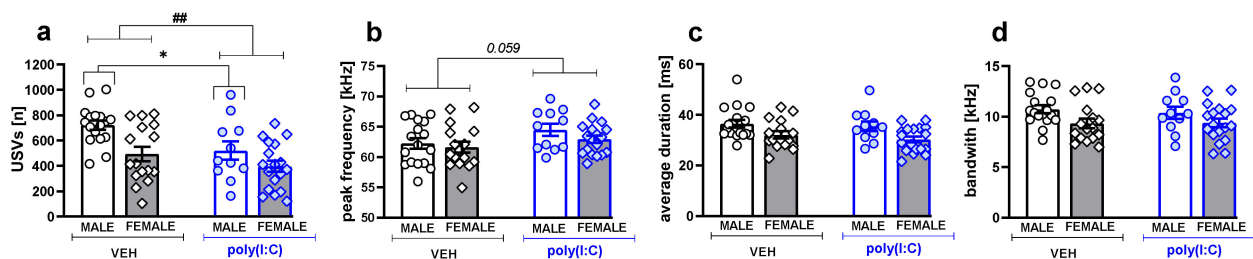 a
##
*
USVs [n]
1200
1000
800
600
400
200
0
MALE FEMALE MALE FEMALE
VEH poly(I:C)
b
0.059
peak frequency [kHz]
75
70
65
60
55
50
MALE FEMALE MALE FEMALE
VEH poly(I:C)
c
average duration [ms]
60
40
20
0
MALE FEMALE MALE FEMALE
VEH poly(I:C)
d
bandwith [kHz]
15
10
5
0
MALE FEMALE MALE FEMALE
VEH poly(I:C)